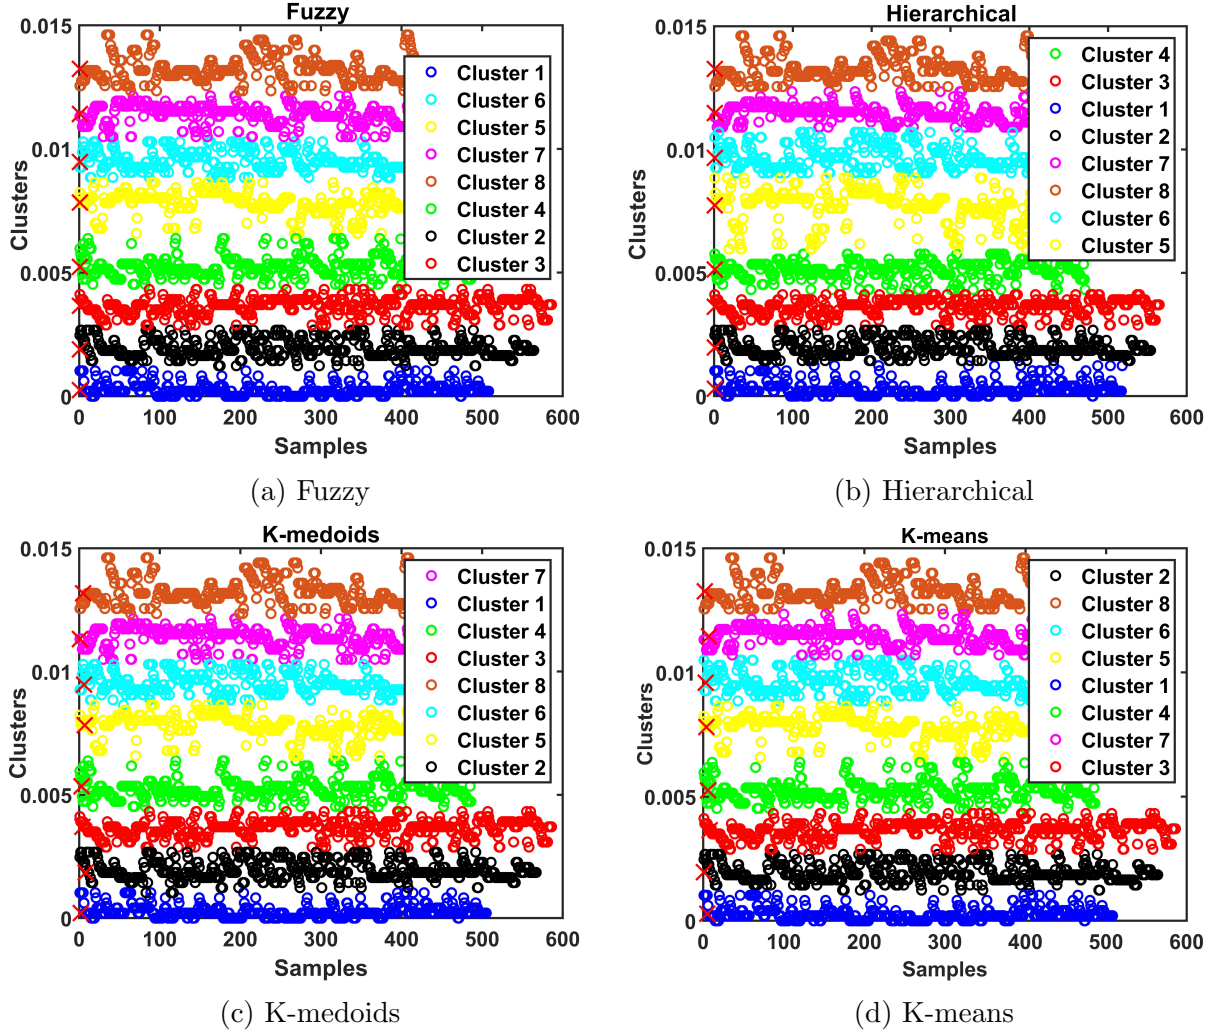 Fuzzy
0.015
0.01
0.005
0
Clusters
Cluster 1
Cluster 6
Cluster 5
Cluster 7
Cluster 8
Cluster 4
Cluster 2
Cluster 3
0 100 200 300 400 500 600
Samples
(a) Fuzzy
Hierarchical
0.015
0.01
0.005
0
Clusters
Cluster 4
Cluster 3
Cluster 1
Cluster 2
Cluster 7
Cluster 8
Cluster 6
Cluster 5
0 100 200 300 400 500 600
Samples
(b) Hierarchical
K-medoids
0.015
0.01
0.005
0
Clusters
Cluster 7
Cluster 1
Cluster 4
Cluster 3
Cluster 8
Cluster 6
Cluster 5
Cluster 2
0 100 200 300 400 500 600
Samples
(c) K-medoids
K-means
0.015
0.01
0.005
0
Clusters
Cluster 2
Cluster 8
Cluster 6
Cluster 5
Cluster 1
Cluster 4
Cluster 7
Cluster 3
0 100 200 300 400 500 600
Samples
(d) K-means